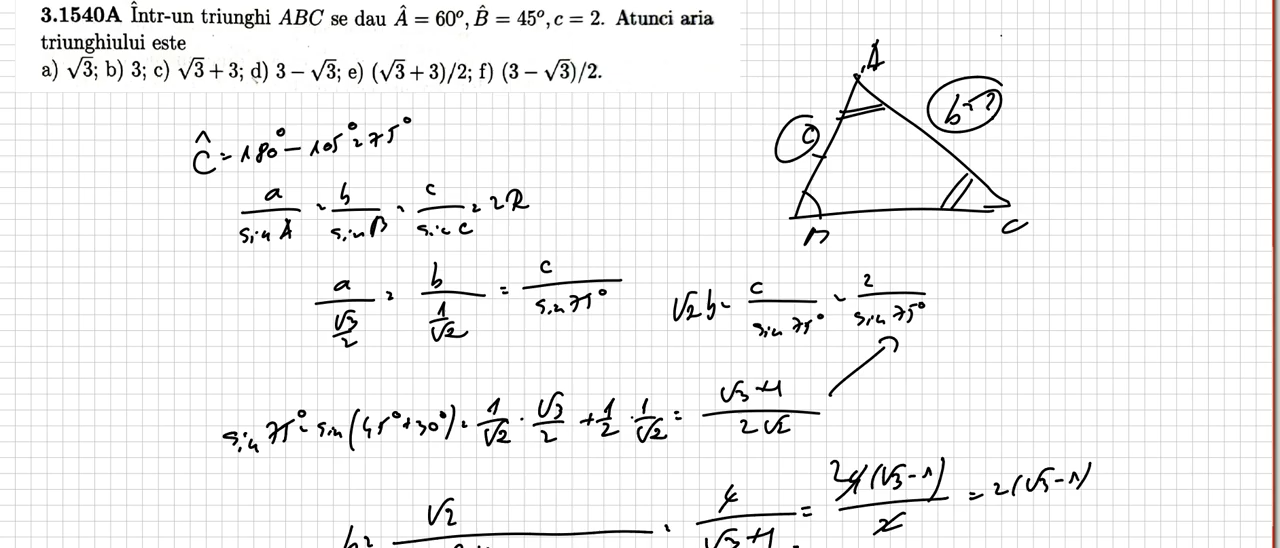 3.1540A Într-un triunghi ABC se dau Â = 60º, B̂ = 45º, c = 2. Atunci aria
triunghiului este
a) √3; b) 3; c) √3 + 3; d) 3 − √3; e) (√3 + 3)/2; f) (3 − √3)/2.
A
b=?
c
B
C
Ĉ = 180° − 105° = 75°
a/sin A = b/sin B = c/sin C = 2R
a/(√3/2) = b/(1/√2) = c/sin 75°
√2 b = c/sin 75° = 2/sin 75°
sin 75° = sin(45°+30°) = 1/√2 · √3/2 + 1/2 · 1/√2 = (√3+1)/(2√2)
b = √2 = 4/(√3+1) = 4(√3−1)/2 = 2(√3−1)